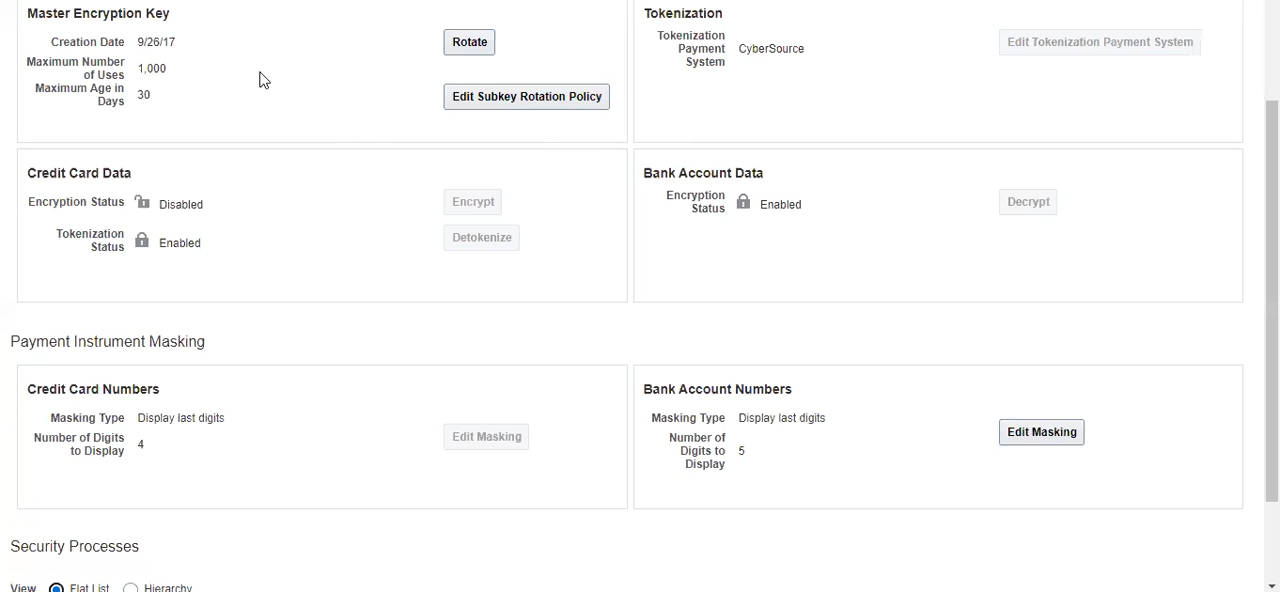 Master Encryption Key
Creation Date 9/26/17
Rotate
Maximum Number
of Uses 1,000
Maximum Age in
Days 30
Edit Subkey Rotation Policy
Tokenization
Tokenization
Payment
System CyberSource
Edit Tokenization Payment System
Credit Card Data
Encryption Status Disabled
Encrypt
Tokenization
Status Enabled
Detokenize
Bank Account Data
Encryption
Status Enabled
Decrypt
Payment Instrument Masking
Credit Card Numbers
Masking Type Display last digits
Number of Digits
to Display 4
Edit Masking
Bank Account Numbers
Masking Type Display last digits
Number of
Digits to
Display 5
Edit Masking
Security Processes
View Flat List Hierarchy